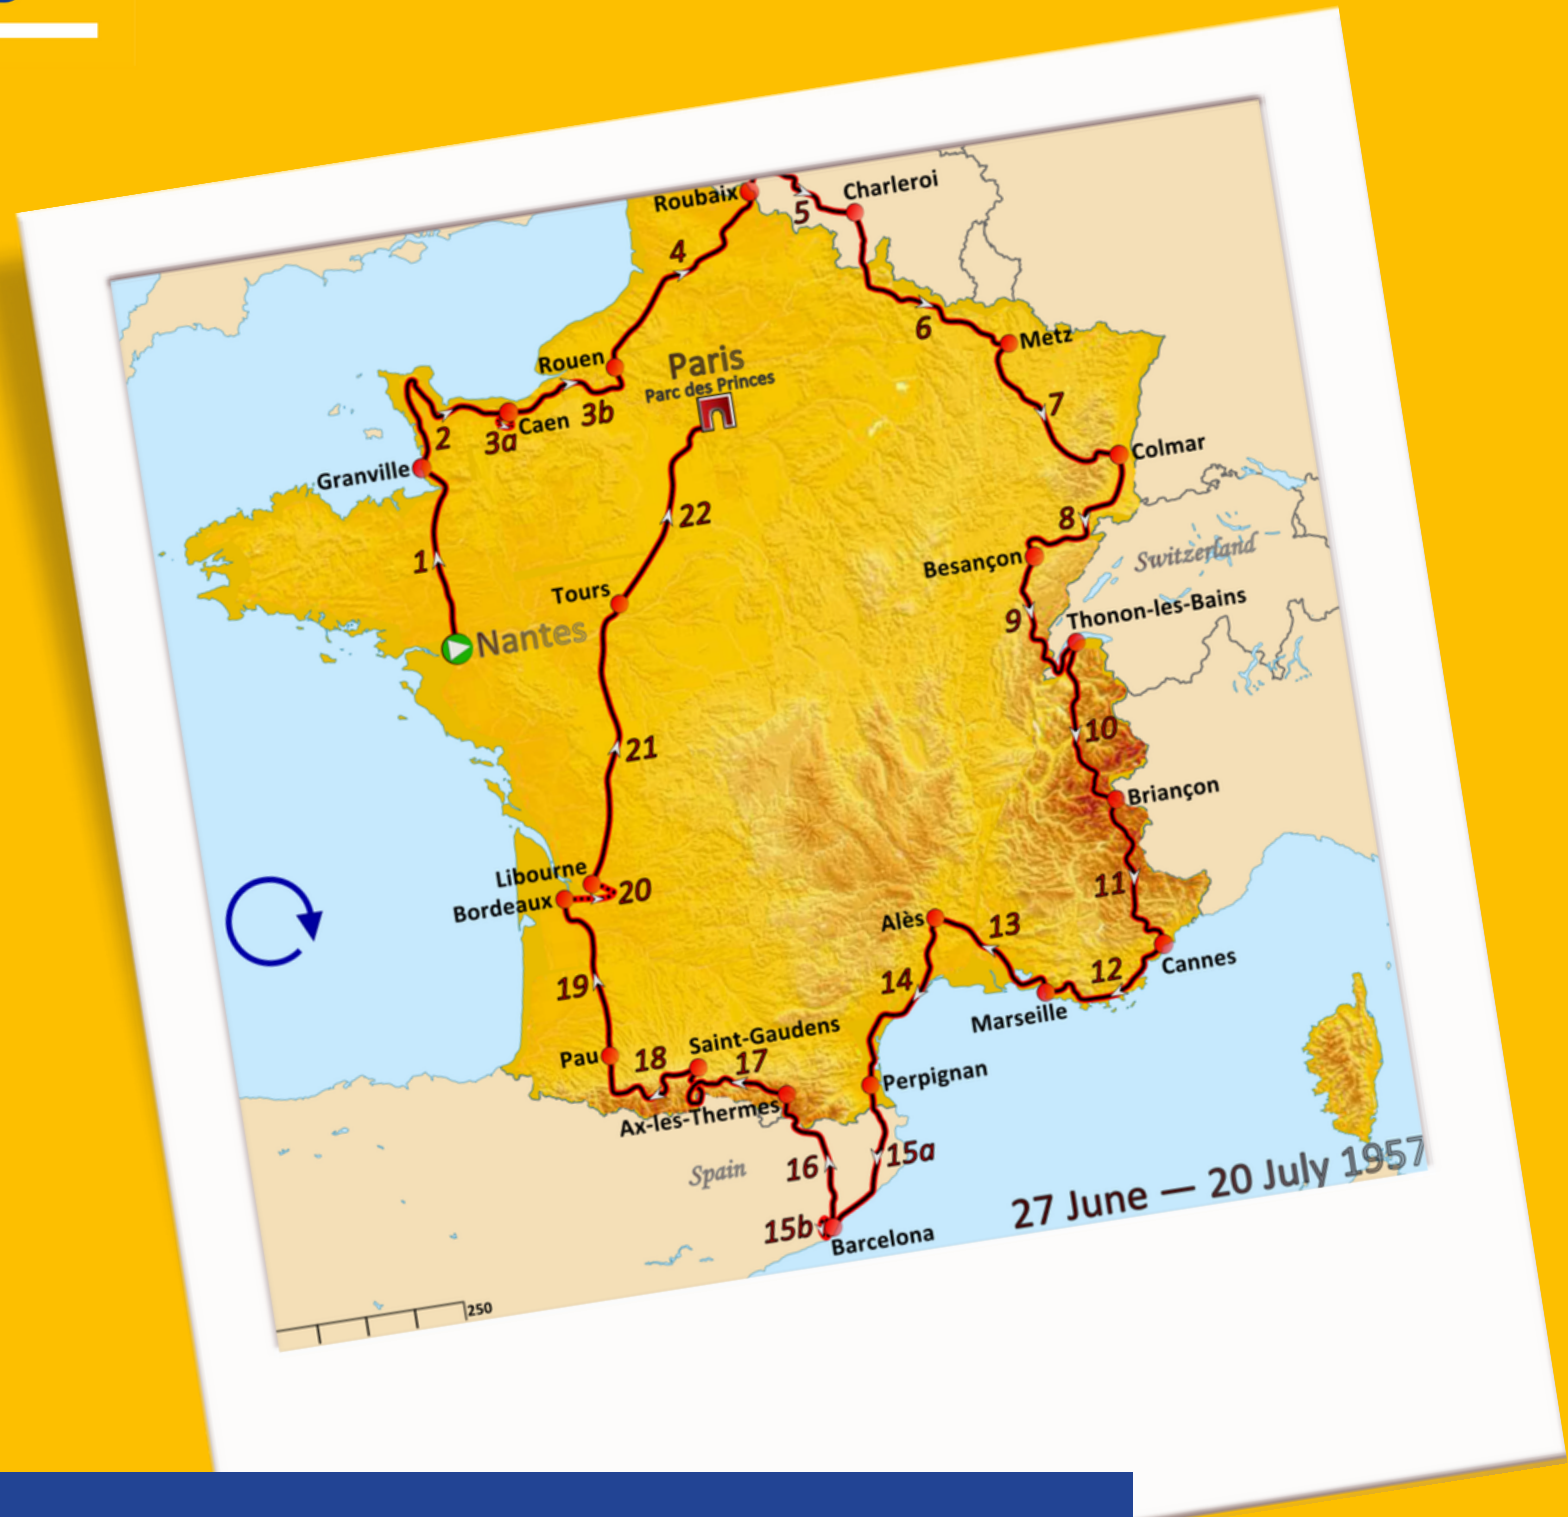 Roubaix
5
Charleroi
4
6
Metz
Rouen
Paris
Parc des Princes
7
2
3a
Caen
3b
Granville
Colmar
22
8
1
Besançon
Switzerland
Tours
9
Thonon-les-Bains
Nantes
10
21
Briançon
Libourne
20
Bordeaux
11
Alès
13
12
Cannes
19
14
Marseille
Pau
18
Saint-Gaudens
17
Perpignan
Ax-les-Thermes
Spain
16
15a
27 June — 20 July 1957
15b
Barcelona
250